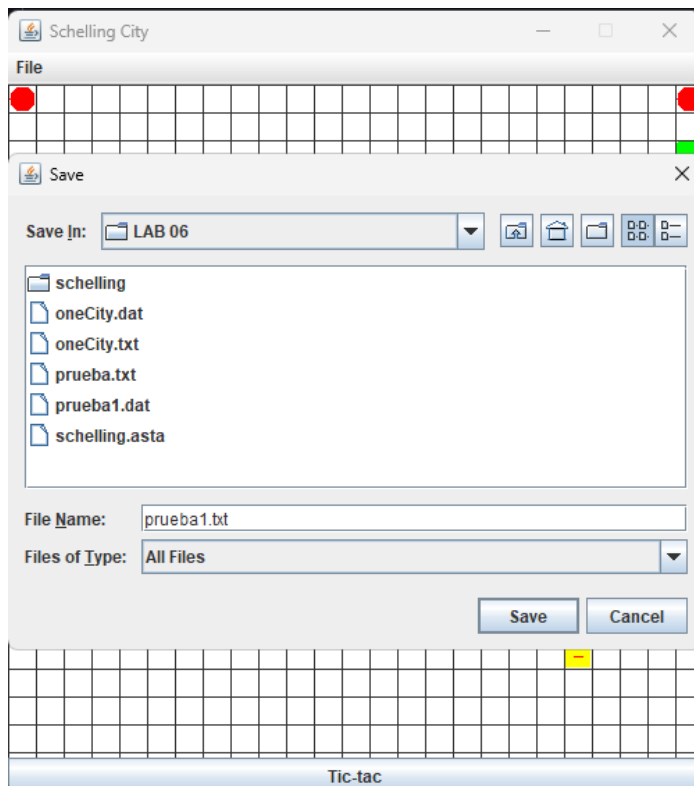 Schelling City
File
Save
Save In: LAB 06
schelling
oneCity.dat
oneCity.txt
prueba.txt
prueba1.dat
schelling.asta
File Name: prueba1.txt
Files of Type: All Files
Save Cancel
Tic-tac